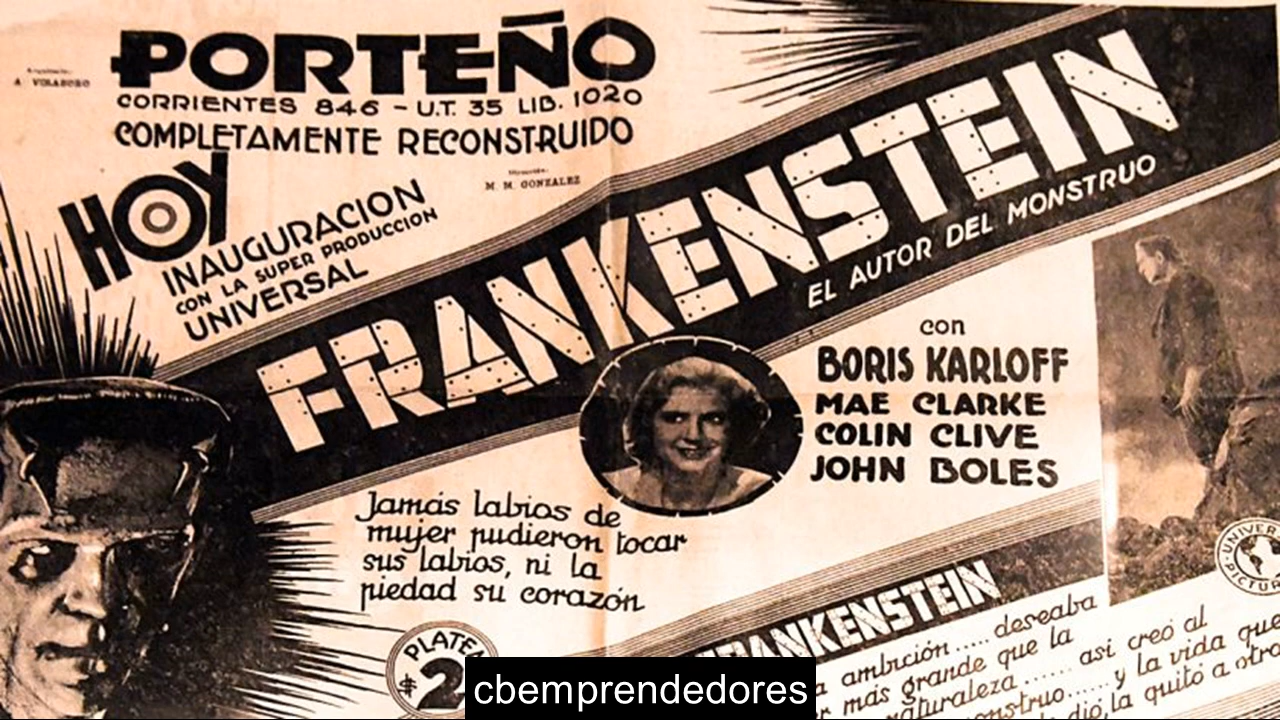 PORTEÑO
CORRIENTES 846 - U.T. 35 LIB. 1020
COMPLETAMENTE RECONSTRUIDO
M. M. GONZALEZ
HOY
INAUGURACION
CON LA SUPER PRODUCCION
UNIVERSAL
FRANKENSTEIN
EL AUTOR DEL MONSTRUO
con
BORIS KARLOFF
MAE CLARKE
COLIN CLIVE
JOHN BOLES
Jamás labios de
mujer pudieron tocar
sus labios, ni la
piedad su corazón
PLATEA
$ 2
FRANKENSTEIN
ambición.... deseaba
más grande que la
naturaleza...... así creó al
monstruo..... y la vida que
dió, la quitó a otro
cbemprendedores